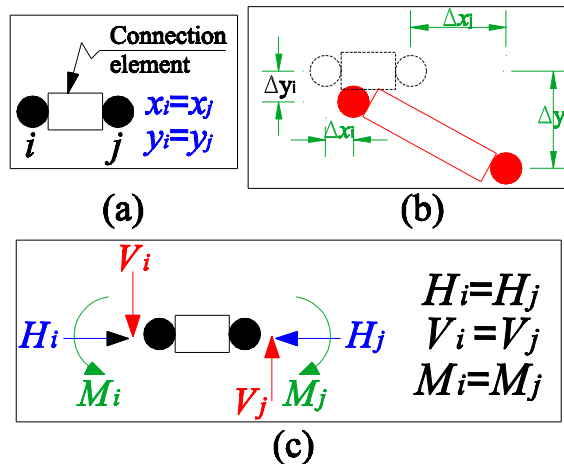 Connection
element
xi=xj
yi=yj
i
j
(a)
Δxj
Δyi
Δy
Δxi
(b)
Vi
Hi
Mi
Hj
Vj
Mj
Hi=Hj
Vi=Vj
Mi=Mj
(c)